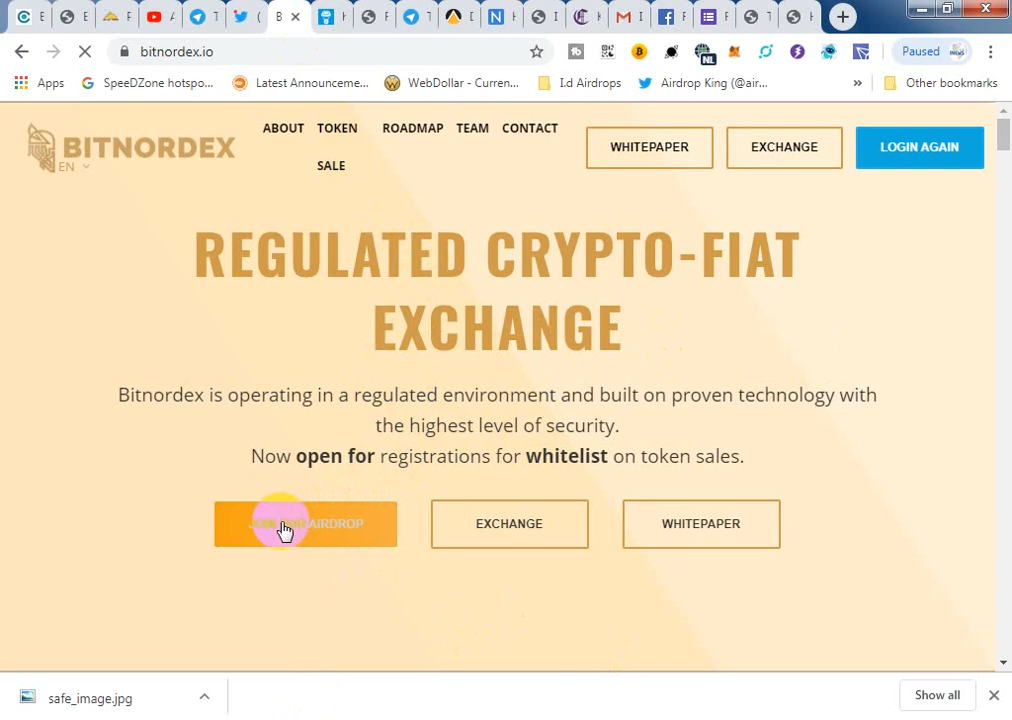 bitnordex.io
Paused
Apps
SpeeDZone hotspo...
Latest Announceme...
WebDollar - Curren...
I.d Airdrops
Airdrop King (@air...
»
Other bookmarks
BITNORDEX
EN
ABOUT
TOKEN SALE
ROADMAP
TEAM
CONTACT
WHITEPAPER
EXCHANGE
LOGIN AGAIN
REGULATED CRYPTO-FIAT
EXCHANGE
Bitnordex is operating in a regulated environment and built on proven technology with
the highest level of security.
Now open for registrations for whitelist on token sales.
JOIN OUR AIRDROP
EXCHANGE
WHITEPAPER
safe_image.jpg
Show all